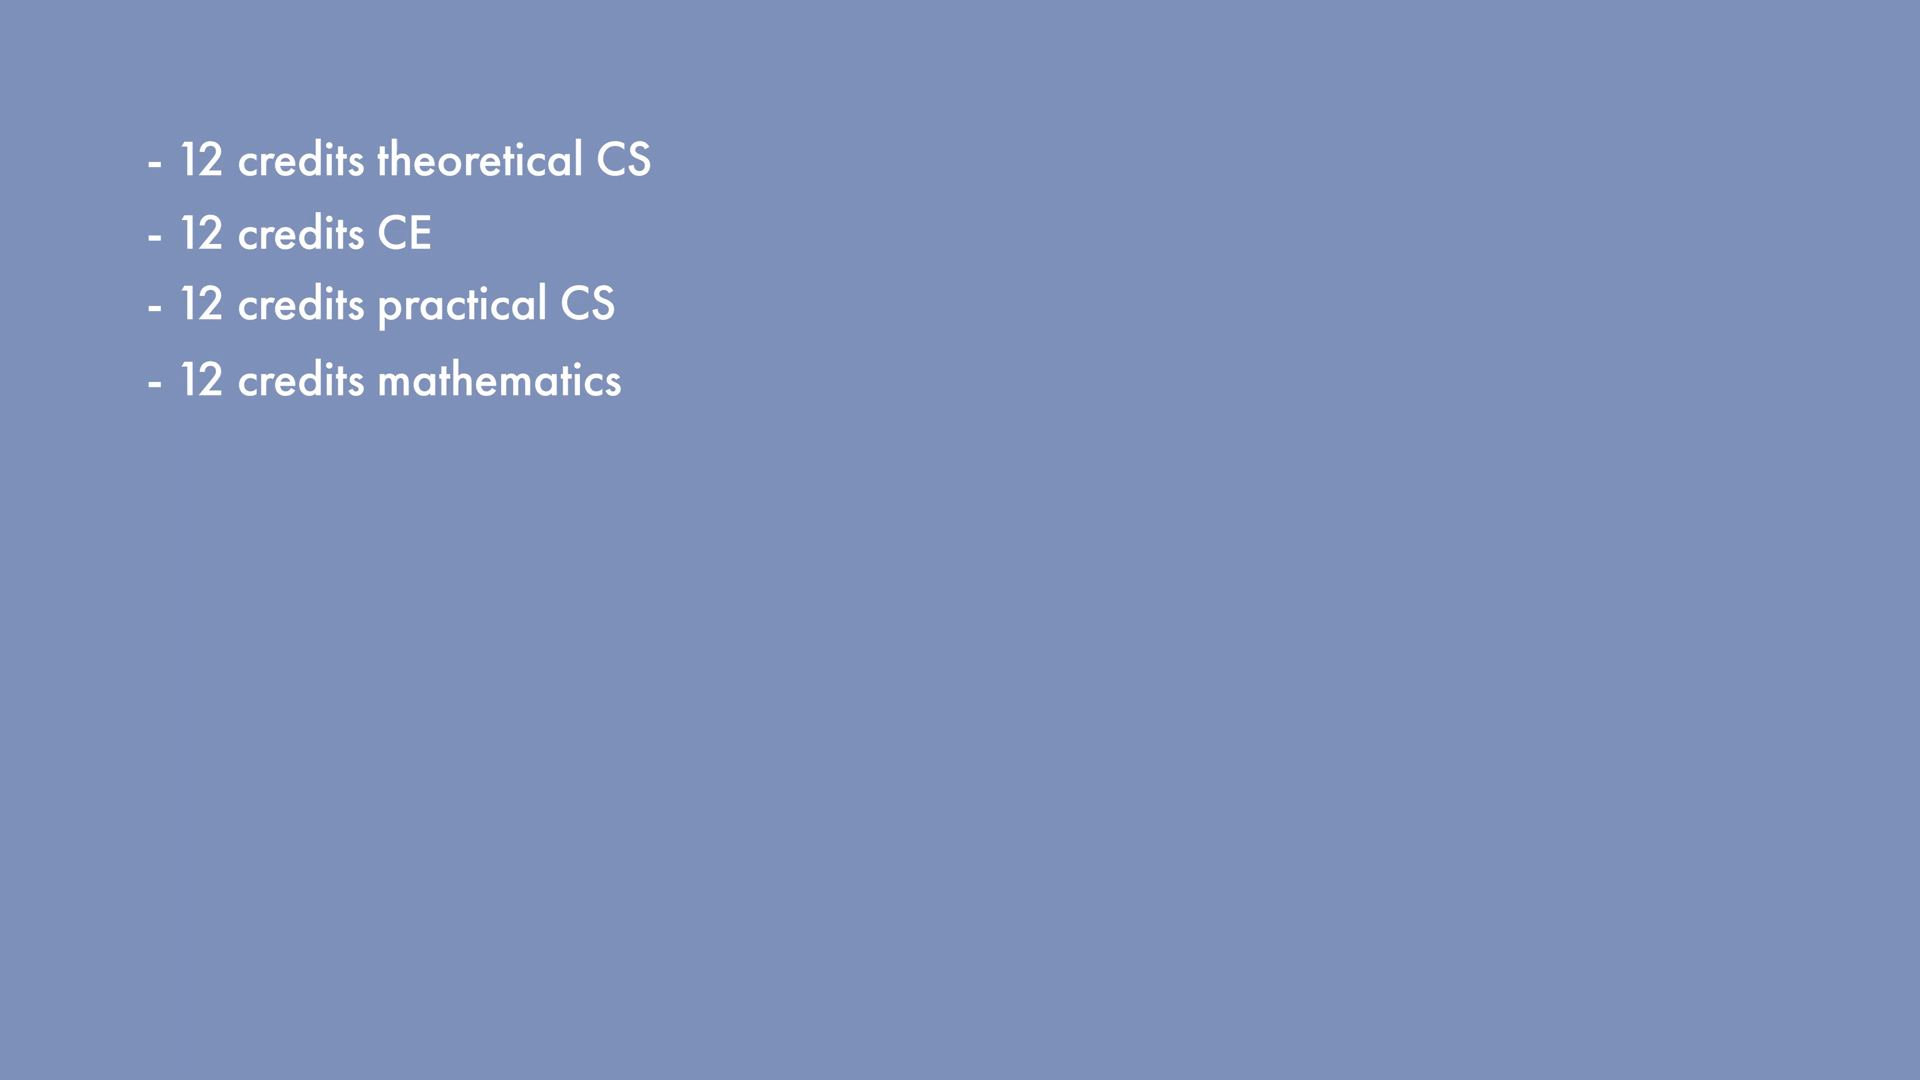 - 12 credits theoretical CS
- 12 credits CE
- 12 credits practical CS
- 12 credits mathematics